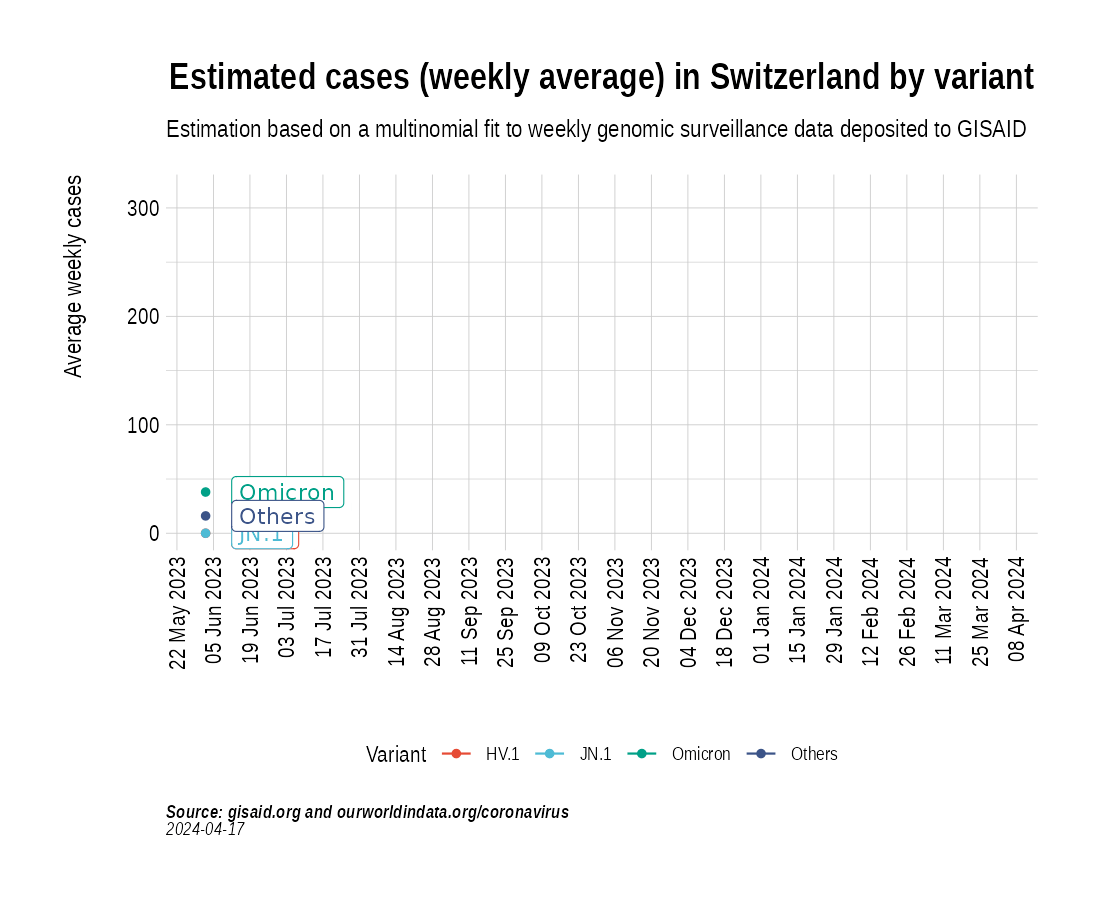 Estimated cases (weekly average) in Switzerland by variant
Estimation based on a multinomial fit to weekly genomic surveillance data deposited to GISAID
Average weekly cases
300
200
100
0
Omicron
Others
JN.1
22 May 2023
05 Jun 2023
19 Jun 2023
03 Jul 2023
17 Jul 2023
31 Jul 2023
14 Aug 2023
28 Aug 2023
11 Sep 2023
25 Sep 2023
09 Oct 2023
23 Oct 2023
06 Nov 2023
20 Nov 2023
04 Dec 2023
18 Dec 2023
01 Jan 2024
15 Jan 2024
29 Jan 2024
12 Feb 2024
26 Feb 2024
11 Mar 2024
25 Mar 2024
08 Apr 2024
Variant HV.1 JN.1 Omicron Others
Source: gisaid.org and ourworldindata.org/coronavirus
2024-04-17